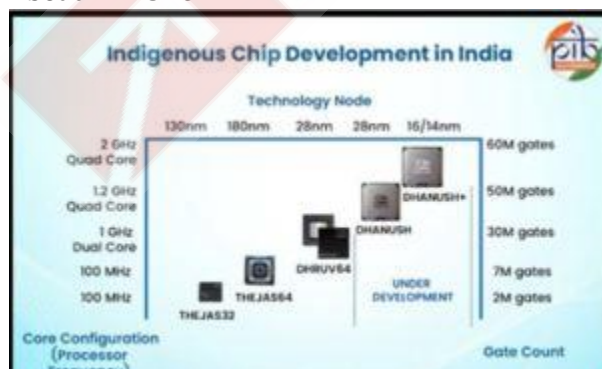 Indigenous Chip Development in India
pib
Technology Node
130nm 180nm 28nm 28nm 16/14nm
2 GHz
Quad Core
60M gates
DHANUSH+
1.2 GHz
Quad Core
50M gates
DHANUSH
1 GHz
Dual Core
30M gates
DHRUV64
100 MHz
7M gates
THEJAS64
UNDER
DEVELOPMENT
100 MHz
2M gates
THEJAS32
Core Configuration
(Processor
Gate Count